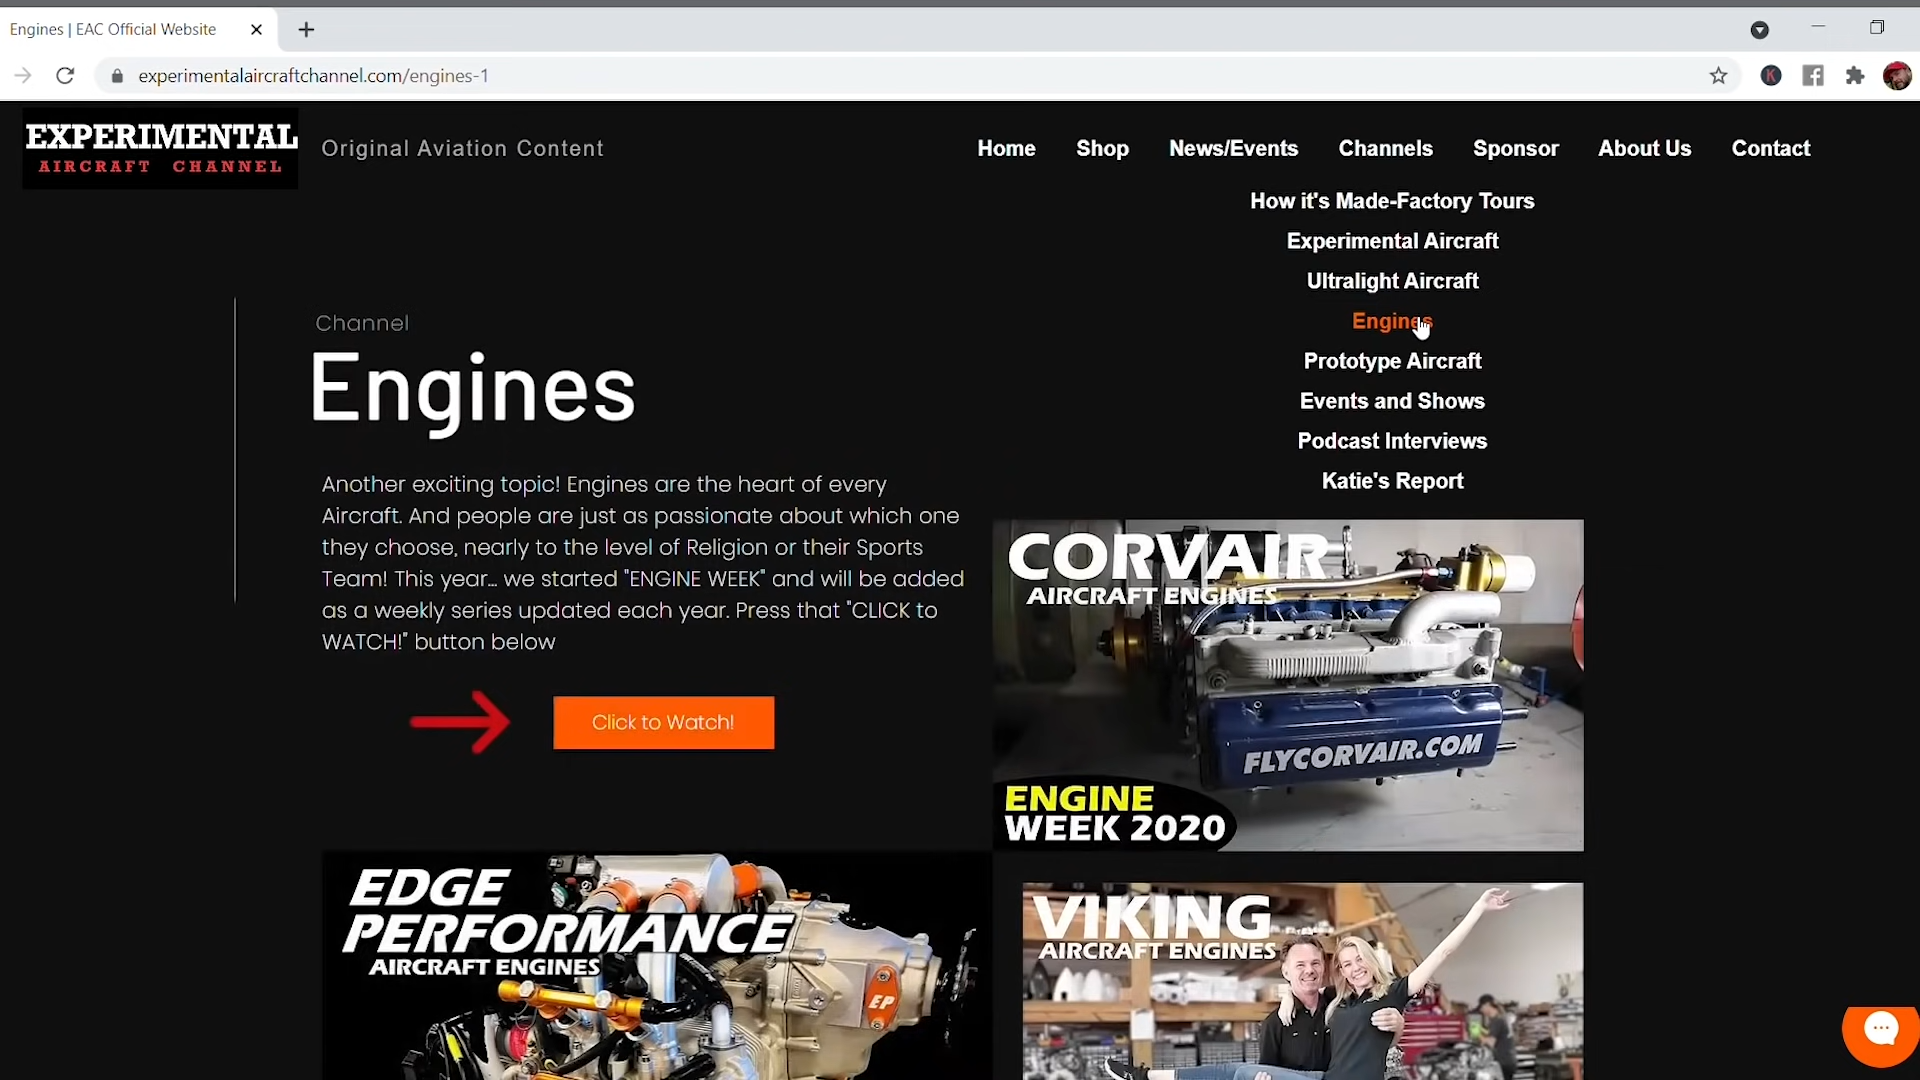 Engines | EAC Official Website
experimentalaircraftchannel.com/engines-1
K
EXPERIMENTAL
AIRCRAFT CHANNEL
Original Aviation Content
Home
Shop
News/Events
Channels
Sponsor
About Us
Contact
How it's Made-Factory Tours
Experimental Aircraft
Ultralight Aircraft
Engines
Prototype Aircraft
Events and Shows
Podcast Interviews
Katie's Report
Channel
Engines
Another exciting topic! Engines are the heart of every
Aircraft. And people are just as passionate about which one
they choose, nearly to the level of Religion or their Sports
Team! This year... we started "ENGINE WEEK" and will be added
as a weekly series updated each year. Press that "CLICK to
WATCH!" button below
Click to Watch!
CORVAIR
AIRCRAFT ENGINES
FLYCORVAIR.COM
ENGINE
WEEK 2020
EDGE
PERFORMANCE
AIRCRAFT ENGINES
EP
VIKING
AIRCRAFT ENGINES